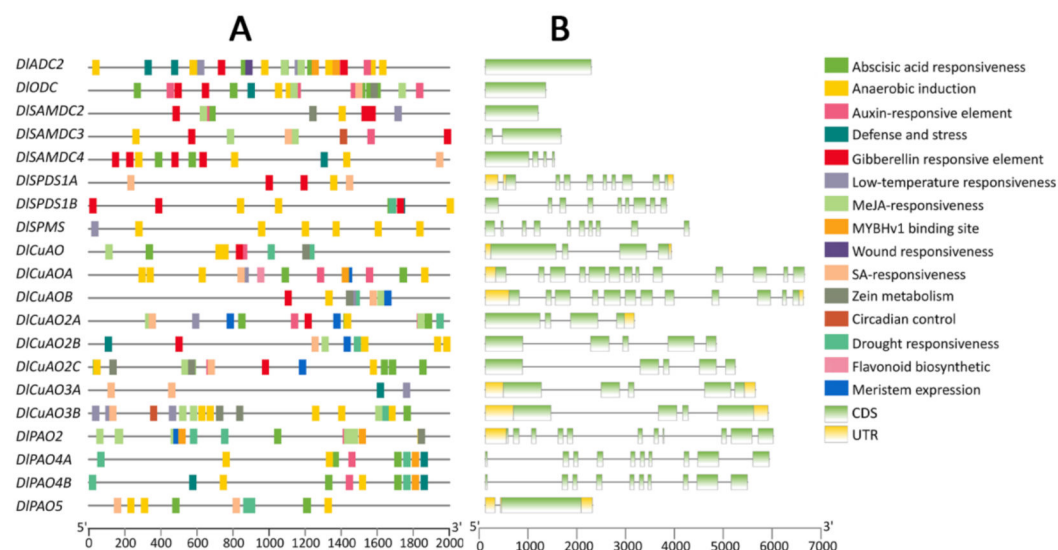 A B
DlADC2
DlODC
DlSAMDC2
DlSAMDC3
DlSAMDC4
DlSPDS1A
DlSPDS1B
DlSPMS
DlCuAO
DlCuAOA
DlCuAOB
DlCuAO2A
DlCuAO2B
DlCuAO2C
DlCuAO3A
DlCuAO3B
DlPAO2
DlPAO4A
DlPAO4B
DlPAO5
5' 3'
0 200 400 600 800 1000 1200 1400 1600 1800 2000
5' 3'
0 1000 2000 3000 4000 5000 6000 7000
Abscisic acid responsiveness
Anaerobic induction
Auxin-responsive element
Defense and stress
Gibberellin responsive element
Low-temperature responsiveness
MeJA-responsiveness
MYBHv1 binding site
Wound responsiveness
SA-responsiveness
Zein metabolism
Circadian control
Drought responsiveness
Flavonoid biosynthetic
Meristem expression
CDS
UTR